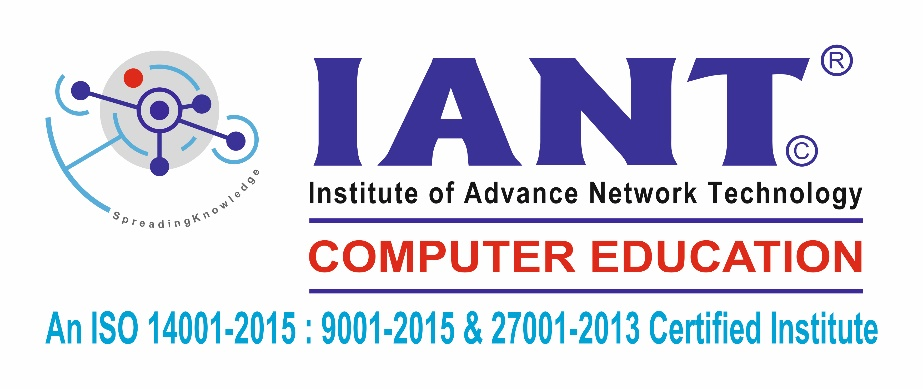 IANT®
©
Institute of Advance Network Technology
COMPUTER EDUCATION
SpreadingKnowledge
An ISO 14001-2015 : 9001-2015 & 27001-2013 Certified Institute